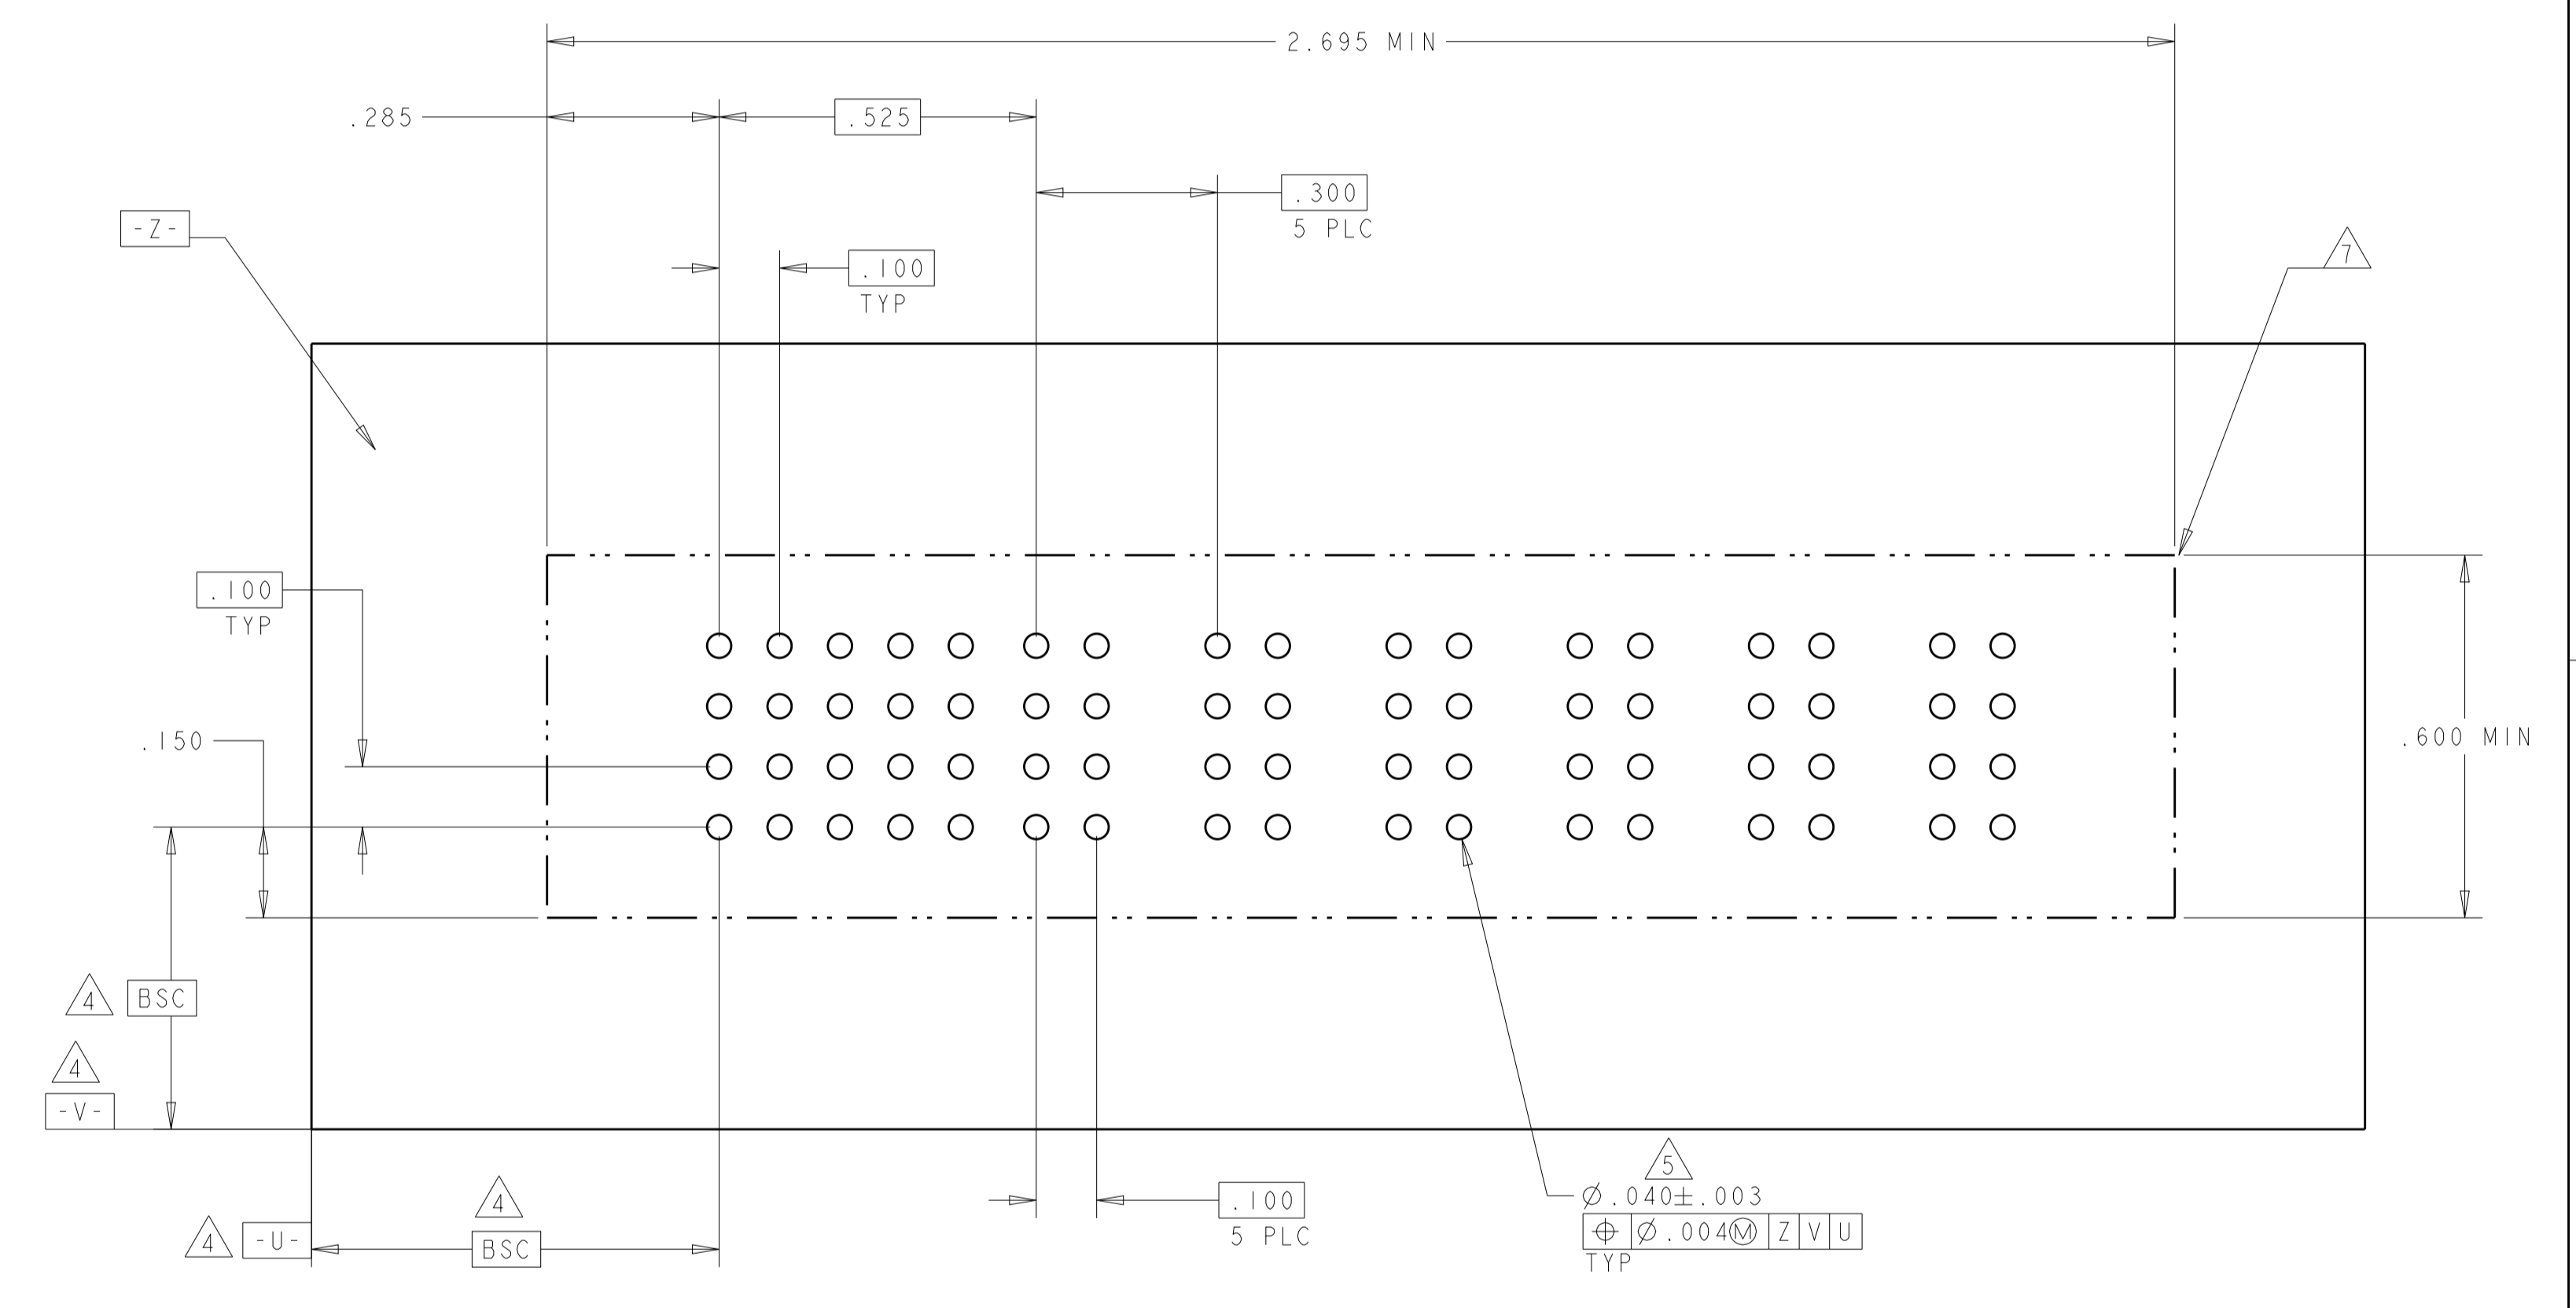 2.695 MIN
.285
.525
.300
5 PLC
-Z-
7
.100
TYP
.100
TYP
.150
.600 MIN
4
BSC
4
-V-
5
4
Ø.040±.003
.100
5 PLC
⌖ Ø.004Ⓜ Z V U
4
-U-
BSC
TYP